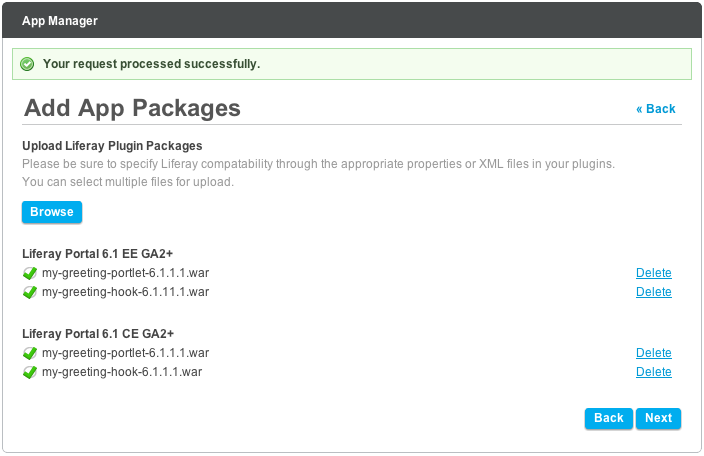 App Manager
Your request processed successfully.
Add App Packages
« Back
Upload Liferay Plugin Packages
Please be sure to specify Liferay compatability through the appropriate properties or XML files in your plugins.
You can select multiple files for upload.
Browse
Liferay Portal 6.1 EE GA2+
my-greeting-portlet-6.1.1.1.war Delete
my-greeting-hook-6.1.11.1.war Delete
Liferay Portal 6.1 CE GA2+
my-greeting-portlet-6.1.1.1.war Delete
my-greeting-hook-6.1.1.1.war Delete
Back Next